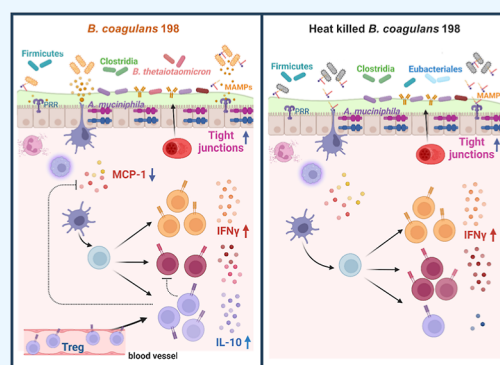 B. coagulans 198
Firmicutes
Clostridia
B. thetaiotaomicron
MAMPs
PRR
A. muciniphila
Tight
junctions
MCP-1
IFNγ
IL-10
Treg
blood vessel
Heat killed B. coagulans 198
Firmicutes
Clostridia
Eubacteriales
MAMPs
PRR
A. muciniphila
Tight
junctions
IFNγ